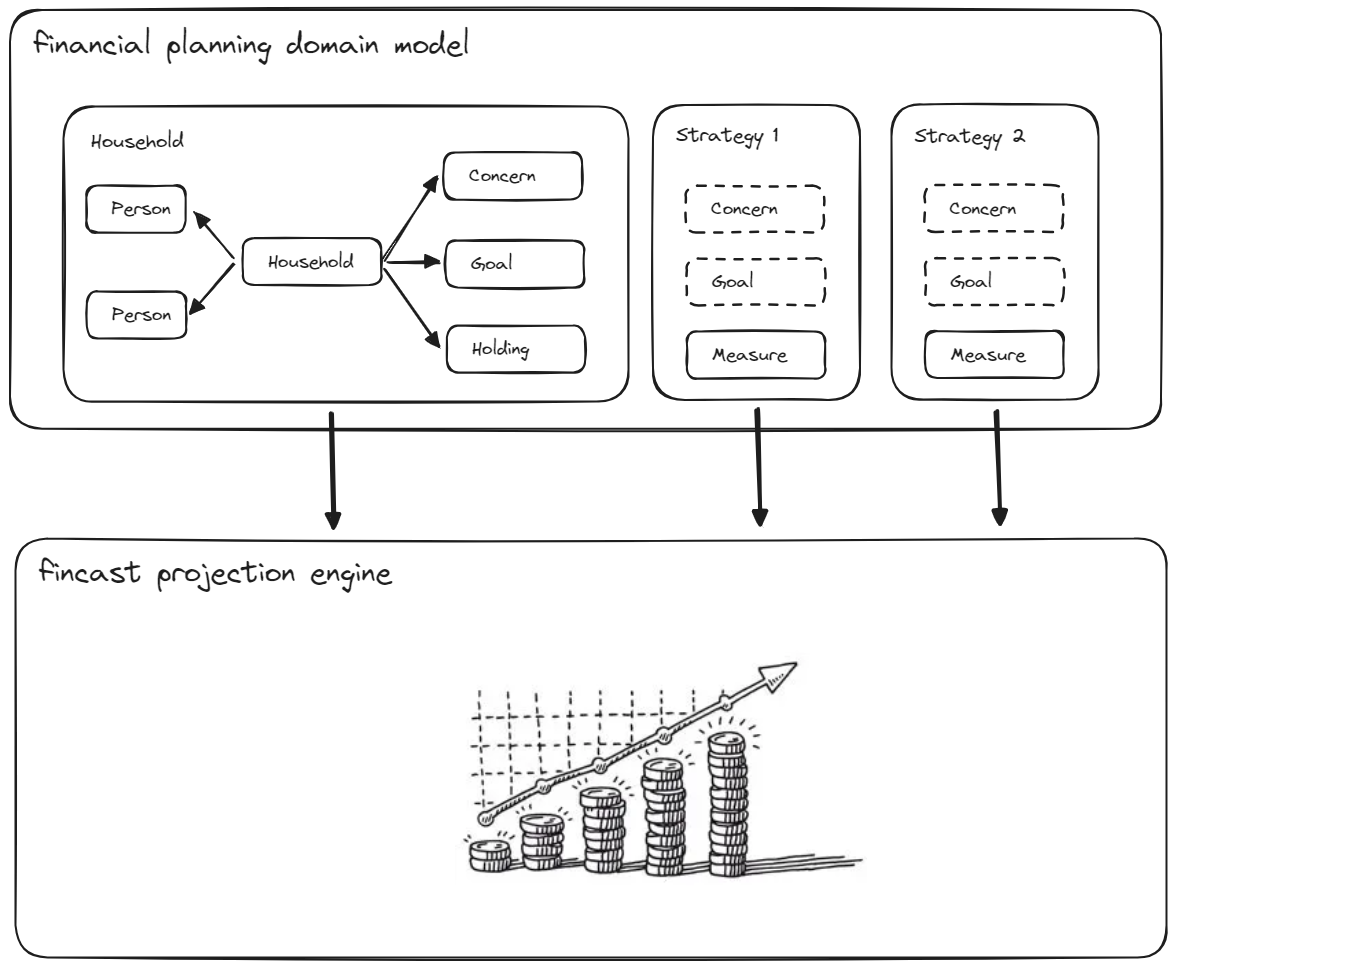 financial planning domain model
Household
Person
Person
Household
Concern
Goal
Holding
Strategy 1
Concern
Goal
Measure
Strategy 2
Concern
Goal
Measure
fincast projection engine